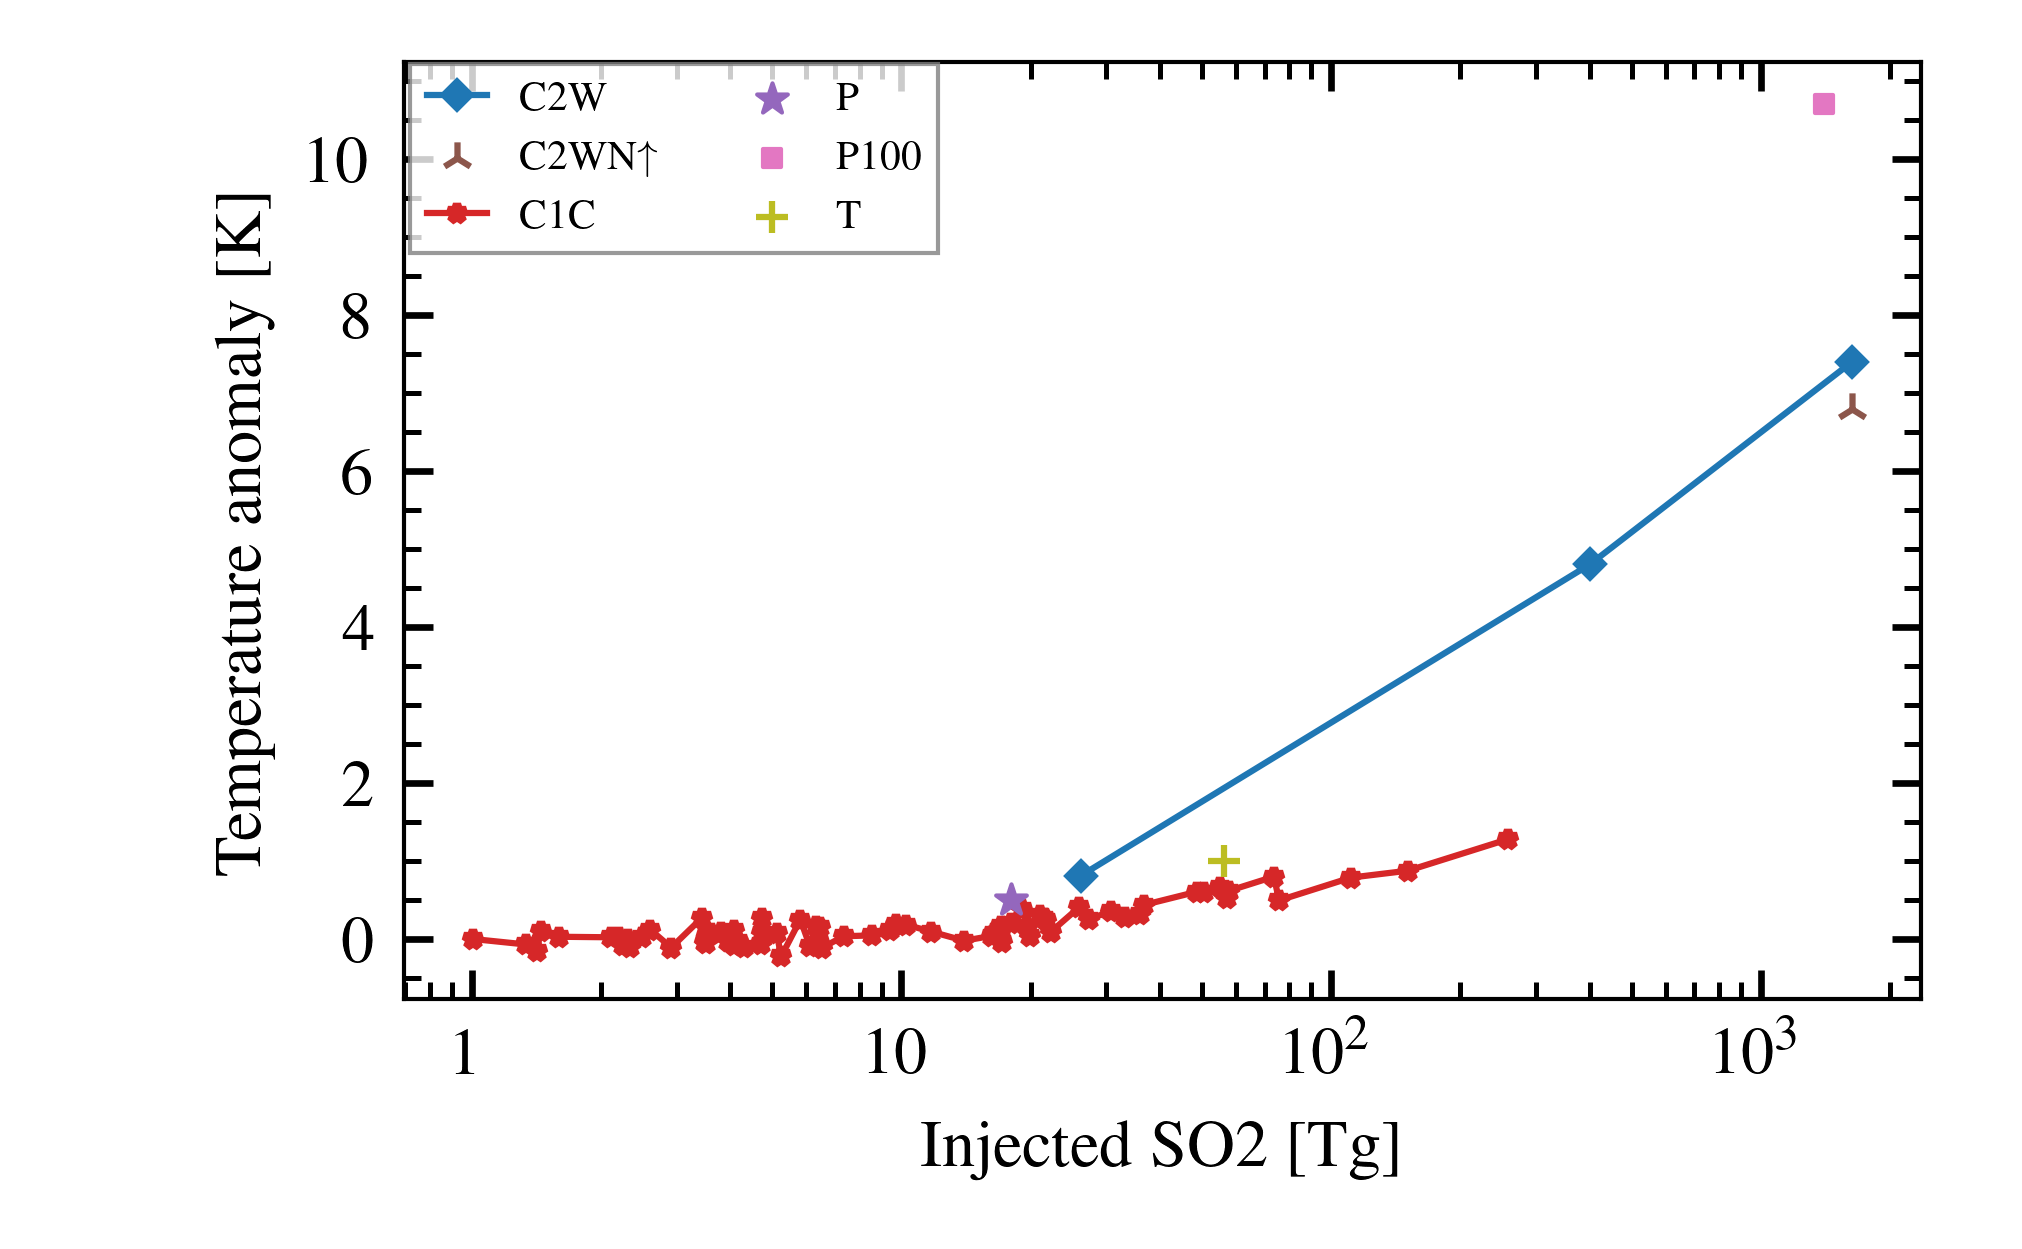 C2W
C2WN↑
C1C
P
P100
T
Temperature anomaly [K]
10
8
6
4
2
0
1
10
10²
10³
Injected SO2 [Tg]